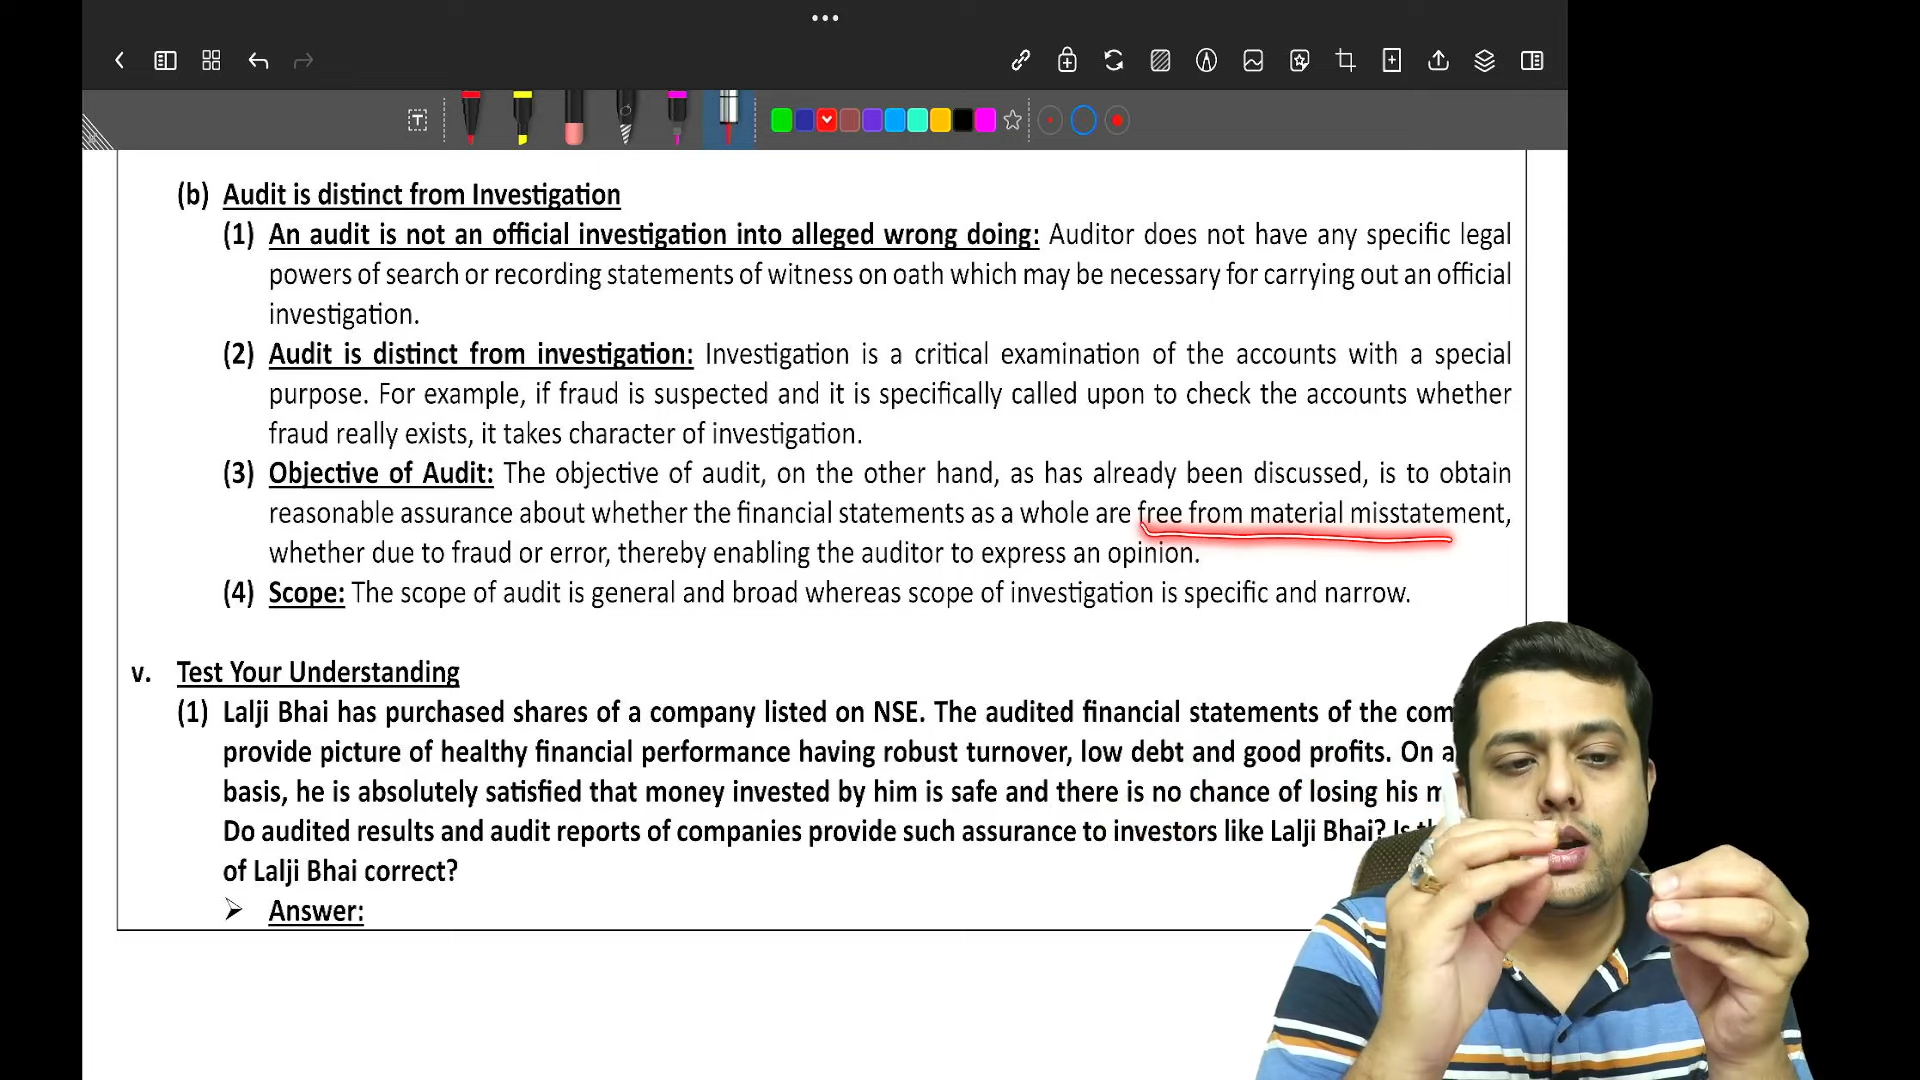 (b) Audit is distinct from Investigation
(1) An audit is not an official investigation into alleged wrong doing: Auditor does not have any specific legal
powers of search or recording statements of witness on oath which may be necessary for carrying out an official
investigation.
(2) Audit is distinct from investigation: Investigation is a critical examination of the accounts with a special
purpose. For example, if fraud is suspected and it is specifically called upon to check the accounts whether
fraud really exists, it takes character of investigation.
(3) Objective of Audit: The objective of audit, on the other hand, as has already been discussed, is to obtain
reasonable assurance about whether the financial statements as a whole are free from material misstatement,
whether due to fraud or error, thereby enabling the auditor to express an opinion.
(4) Scope: The scope of audit is general and broad whereas scope of investigation is specific and narrow.
v. Test Your Understanding
(1) Lalji Bhai has purchased shares of a company listed on NSE. The audited financial statements of the
provide picture of healthy financial performance having robust turnover, low debt and good profits. On
basis, he is absolutely satisfied that money invested by him is safe and there is no chance of losing his
Do audited results and audit reports of companies provide such assurance to investors like Lalji Bhai? Is
of Lalji Bhai correct?
➢ Answer: